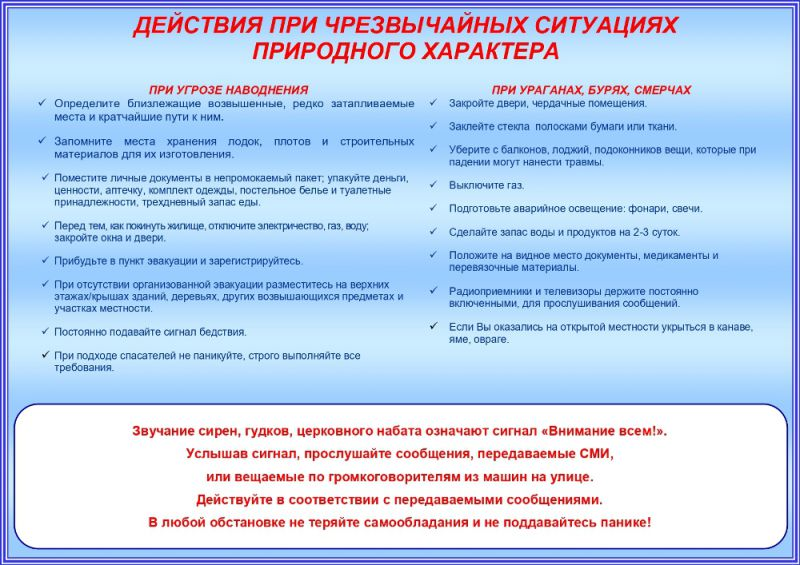 ДЕЙСТВИЯ ПРИ ЧРЕЗВЫЧАЙНЫХ СИТУАЦИЯХ
ПРИРОДНОГО ХАРАКТЕРА
ПРИ УГРОЗЕ НАВОДНЕНИЯ
✓ Определите близлежащие возвышенные, редко затапливаемые
места и кратчайшие пути к ним.
✓ Запомните места хранения лодок, плотов и строительных
материалов для их изготовления.
✓ Поместите личные документы в непромокаемый пакет; упакуйте деньги,
ценности, аптечку, комплект одежды, постельное белье и туалетные
принадлежности, трехдневный запас еды.
✓ Перед тем, как покинуть жилище, отключите электричество, газ, воду;
закройте окна и двери.
✓ Прибудьте в пункт эвакуации и зарегистрируйтесь.
✓ При отсутствии организованной эвакуации разместитесь на верхних
этажах/крышах зданий, деревьях, других возвышающихся предметах и
участках местности.
✓ Постоянно подавайте сигнал бедствия.
✓ При подходе спасателей не паникуйте, строго выполняйте все
требования.
ПРИ УРАГАНАХ, БУРЯХ, СМЕРЧАХ
✓ Закройте двери, чердачные помещения.
✓ Заклейте стекла полосками бумаги или ткани.
✓ Уберите с балконов, лоджий, подоконников вещи, которые при
падении могут нанести травмы.
✓ Выключите газ.
✓ Подготовьте аварийное освещение: фонари, свечи.
✓ Сделайте запас воды и продуктов на 2-3 суток.
✓ Положите на видное место документы, медикаменты и
перевязочные материалы.
✓ Радиоприемники и телевизоры держите постоянно
включенными, для прослушивания сообщений.
✓ Если Вы оказались на открытой местности укрыться в канаве,
яме, овраге.
Звучание сирен, гудков, церковного набата означают сигнал «Внимание всем!».
Услышав сигнал, прослушайте сообщения, передаваемые СМИ,
или вещаемые по громкоговорителям из машин на улице.
Действуйте в соответствии с передаваемыми сообщениями.
В любой обстановке не теряйте самообладания и не поддавайтесь панике!